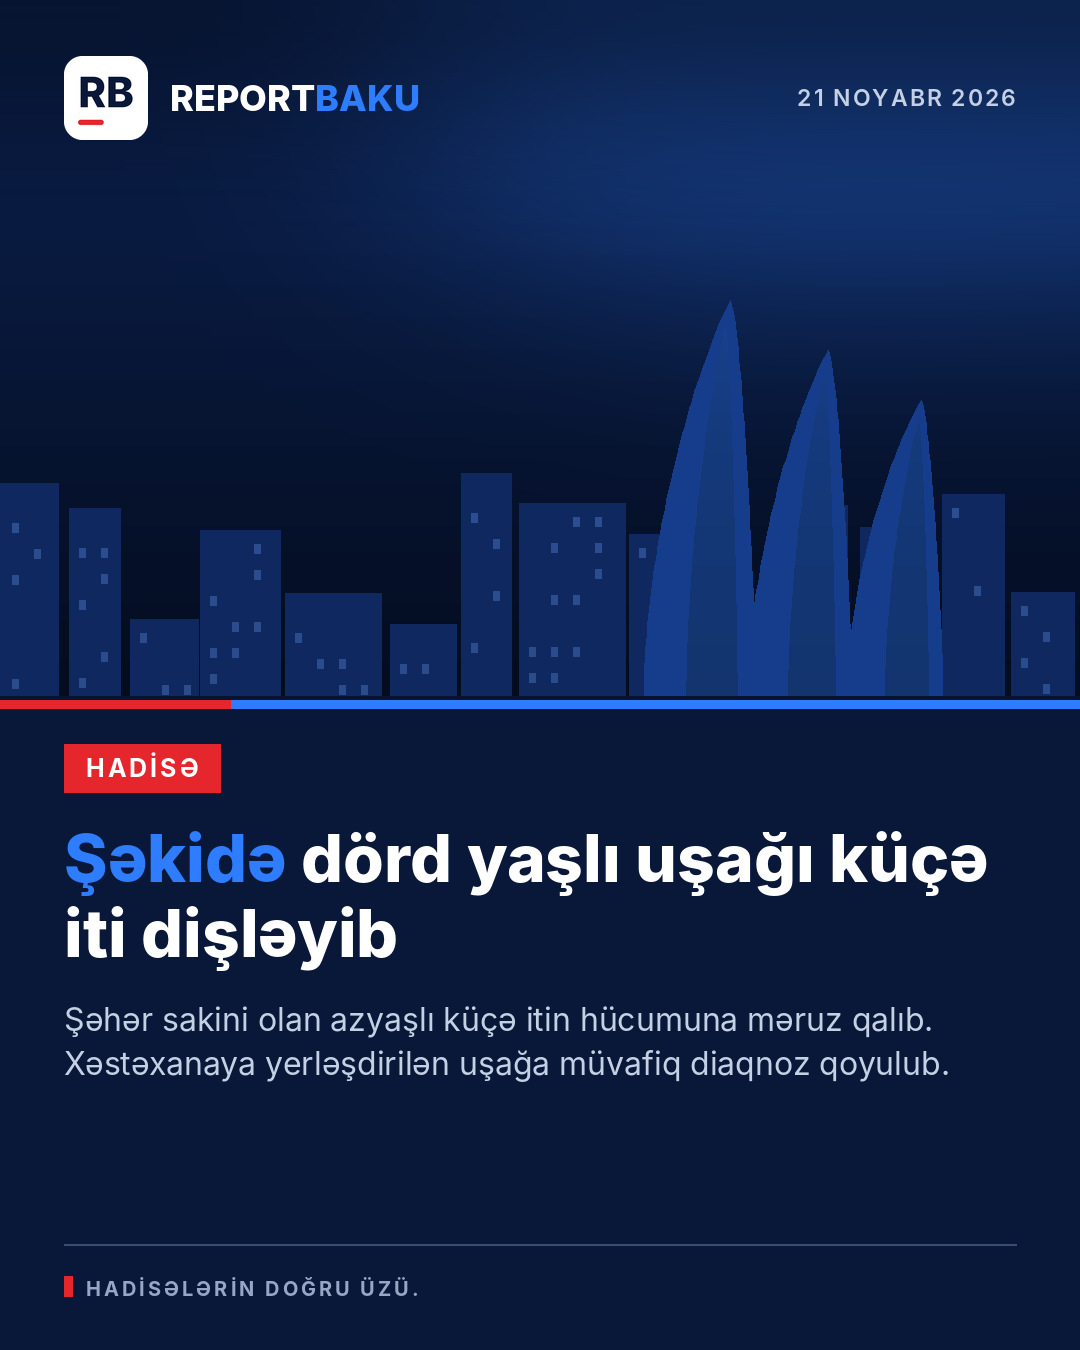 RB
REPORTBAKU
21 NOYABR 2026
HADİSƏ
Şəkidə dörd yaşlı uşağı küçə
iti dişləyib
Şəhər sakini olan azyaşlı küçə itin hücumuna məruz qalıb.
Xəstəxanaya yerləşdirilən uşağa müvafiq diaqnoz qoyulub.
HADİSƏLƏRİN DOĞRU ÜZÜ.